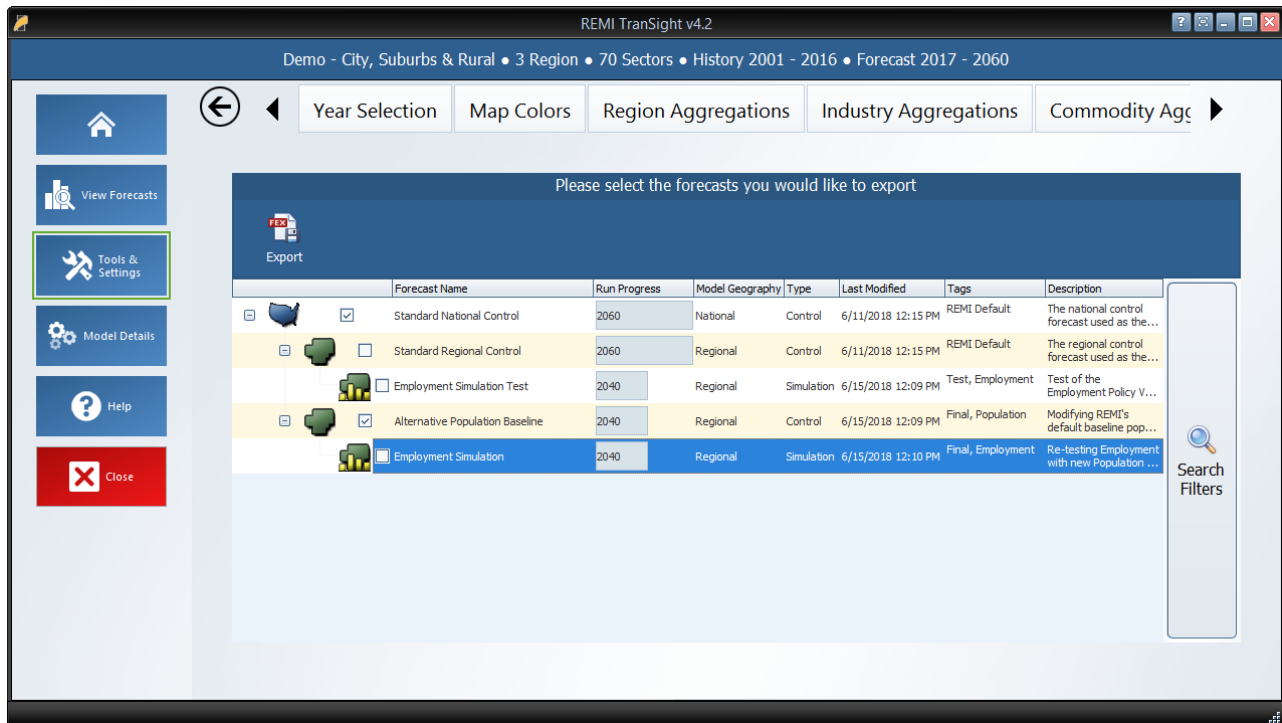 REMI TranSight v4.2
Demo - City, Suburbs & Rural ● 3 Region ● 70 Sectors ● History 2001 - 2016 ● Forecast 2017 - 2060
Year Selection Map Colors Region Aggregations Industry Aggregations Commodity Agg
View Forecasts
Tools &
Settings
Model Details
Help
Close
Please select the forecasts you would like to export
FEX
Export
Forecast Name Run Progress Model Geography Type Last Modified Tags Description
Standard National Control 2060 National Control 6/11/2018 12:15 PM REMI Default The national control
forecast used as the...
Standard Regional Control 2060 Regional Control 6/11/2018 12:15 PM REMI Default The regional control
forecast used as the...
Employment Simulation Test 2040 Regional Simulation 6/15/2018 12:09 PM Test, Employment Test of the
Employment Policy V...
Alternative Population Baseline 2040 Regional Control 6/15/2018 12:09 PM Final, Population Modifying REMI's
default baseline pop...
Employment Simulation 2040 Regional Simulation 6/15/2018 12:10 PM Final, Employment Re-testing Employment
with new Population ...
Search
Filters